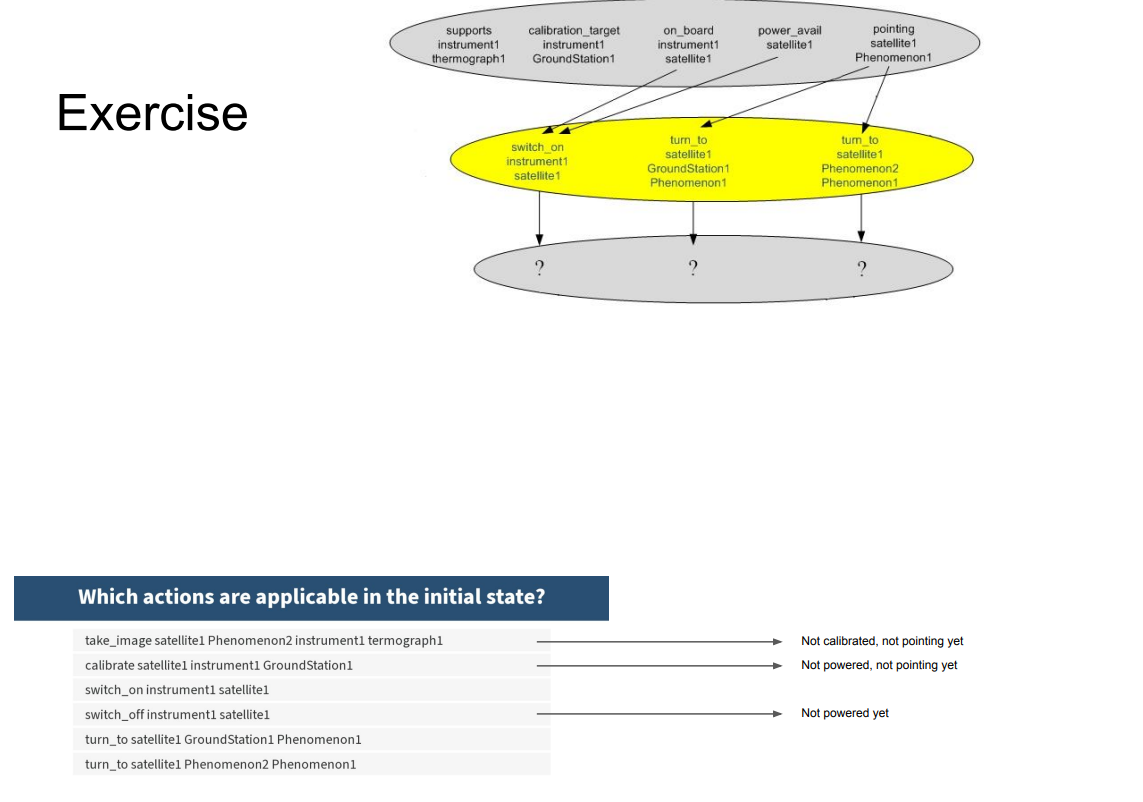 Exercise
supports
instrument1
thermograph1
calibration_target
instrument1
GroundStation1
on_board
instrument1
satellite1
power_avail
satellite1
pointing
satellite1
Phenomenon1
switch_on
instrument1
satellite1
turn_to
satellite1
GroundStation1
Phenomenon1
turn_to
satellite1
Phenomenon2
Phenomenon1
?
?
?
Which actions are applicable in the initial state?
take_image satellite1 Phenomenon2 instrument1 termograph1
Not calibrated, not pointing yet
calibrate satellite1 instrument1 GroundStation1
Not powered, not pointing yet
switch_on instrument1 satellite1
switch_off instrument1 satellite1
Not powered yet
turn_to satellite1 GroundStation1 Phenomenon1
turn_to satellite1 Phenomenon2 Phenomenon1